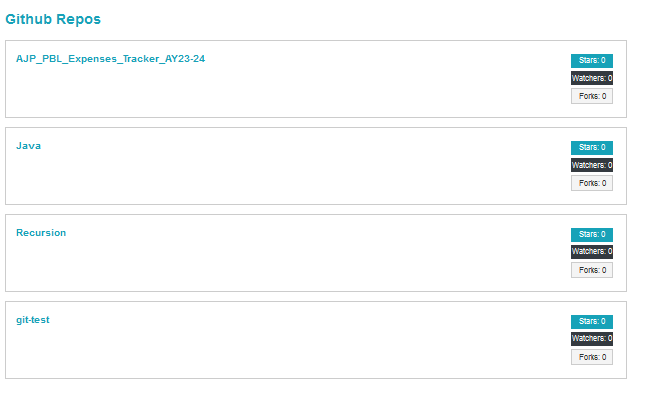 Github Repos
AJP_PBL_Expenses_Tracker_AY23-24
Stars: 0
Watchers: 0
Forks: 0
Java
Stars: 0
Watchers: 0
Forks: 0
Recursion
Stars: 0
Watchers: 0
Forks: 0
git-test
Stars: 0
Watchers: 0
Forks: 0